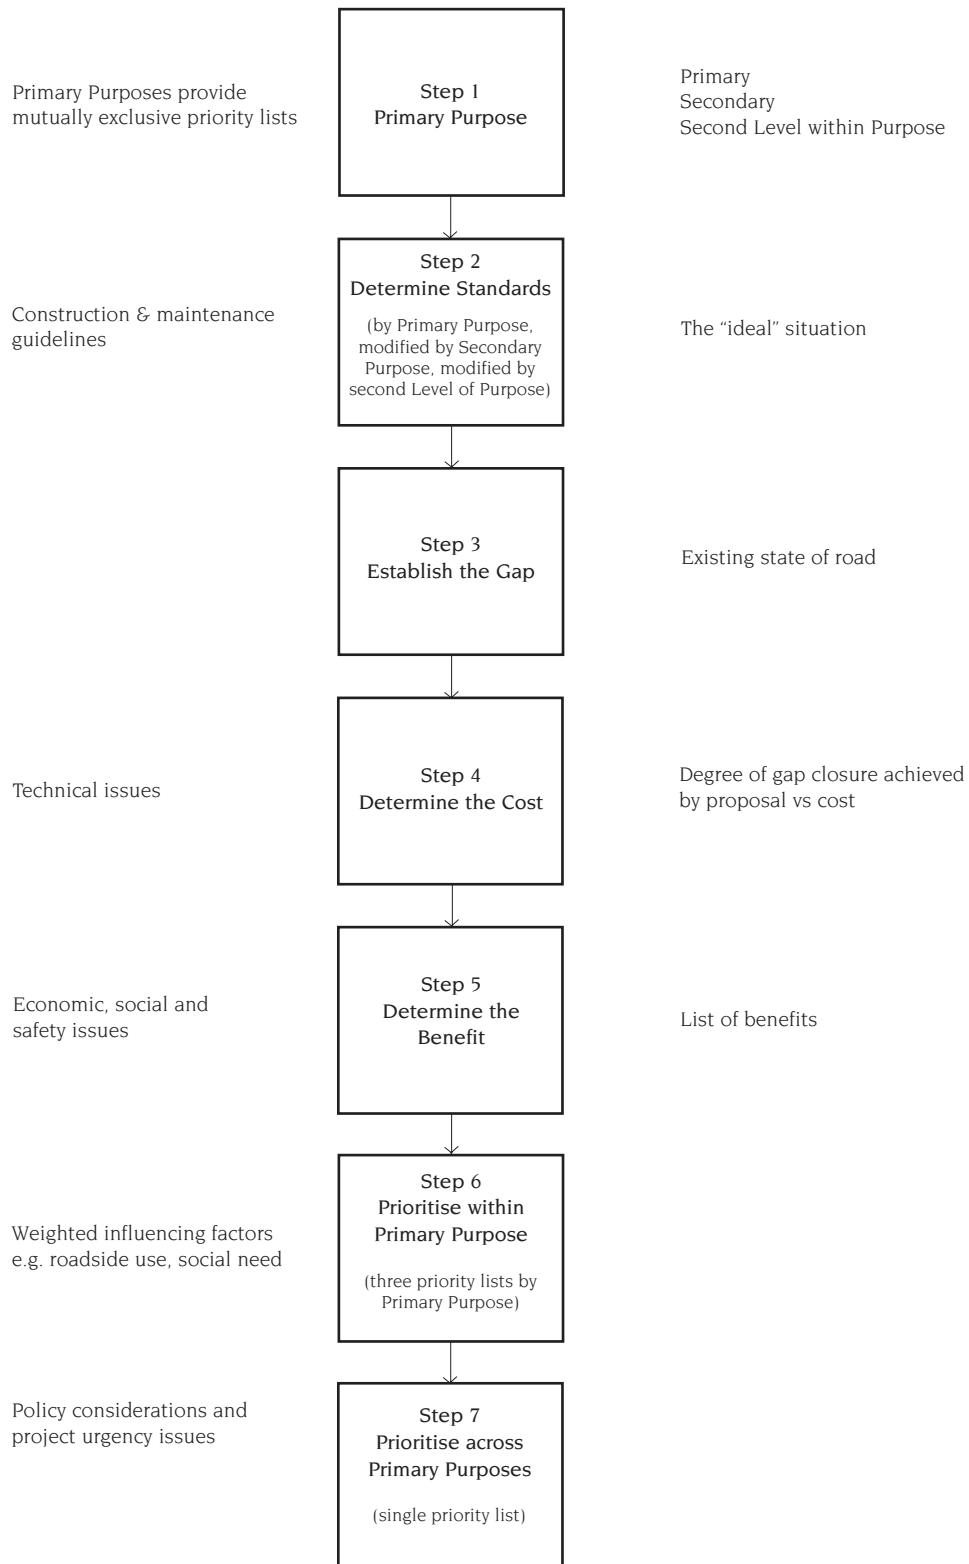 Primary Purposes provide
mutually exclusive priority lists
Step 1
Primary Purpose
Primary
Secondary
Second Level within Purpose
Construction & maintenance
guidelines
Step 2
Determine Standards
(by Primary Purpose,
modified by Secondary
Purpose, modified by
second Level of Purpose)
The “ideal” situation
Step 3
Establish the Gap
Existing state of road
Technical issues
Step 4
Determine the Cost
Degree of gap closure achieved
by proposal vs cost
Economic, social and
safety issues
Step 5
Determine the
Benefit
List of benefits
Weighted influencing factors
e.g. roadside use, social need
Step 6
Prioritise within
Primary Purpose
(three priority lists by
Primary Purpose)
Policy considerations and
project urgency issues
Step 7
Prioritise across
Primary Purposes
(single priority list)